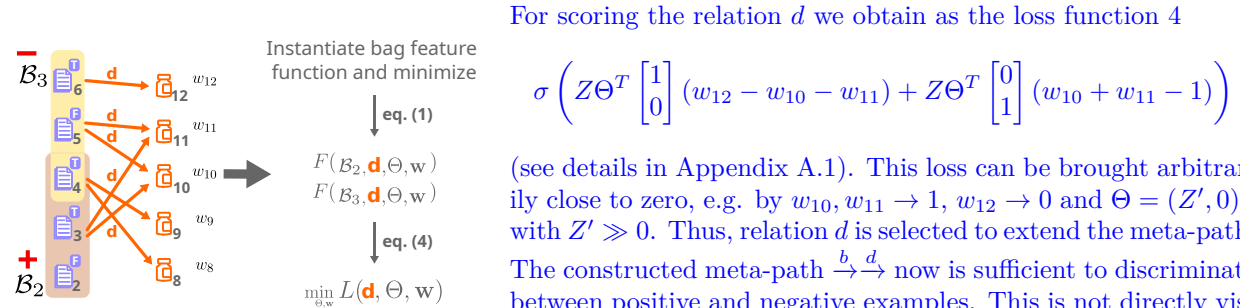 −
B₃
T
6
d
12
w₁₂
F
5
d
d
11
w₁₁
T
4
d
10
w₁₀
T
3
d
9
w₉
+
B₂
F
2
8
w₈
Instantiate bag feature
function and minimize
eq. (1)
F(B₂,d,Θ,w)
F(B₃,d,Θ,w)
eq. (4)
min L(d, Θ, w)
Θ,w
For scoring the relation d we obtain as the loss function 4
σ ( ZΘᵀ [1 0] (w₁₂ − w₁₀ − w₁₁) + ZΘᵀ [0 1] (w₁₀ + w₁₁ − 1) )
(see details in Appendix A.1). This loss can be brought arbitrar
ily close to zero, e.g. by w₁₀, w₁₁ → 1, w₁₂ → 0 and Θ = (Z′, 0)
with Z′ ≫ 0. Thus, relation d is selected to extend the meta-path
The constructed meta-path →ᵇ→ᵈ now is sufficient to discriminat
between positive and negative examples. This is not directly vis